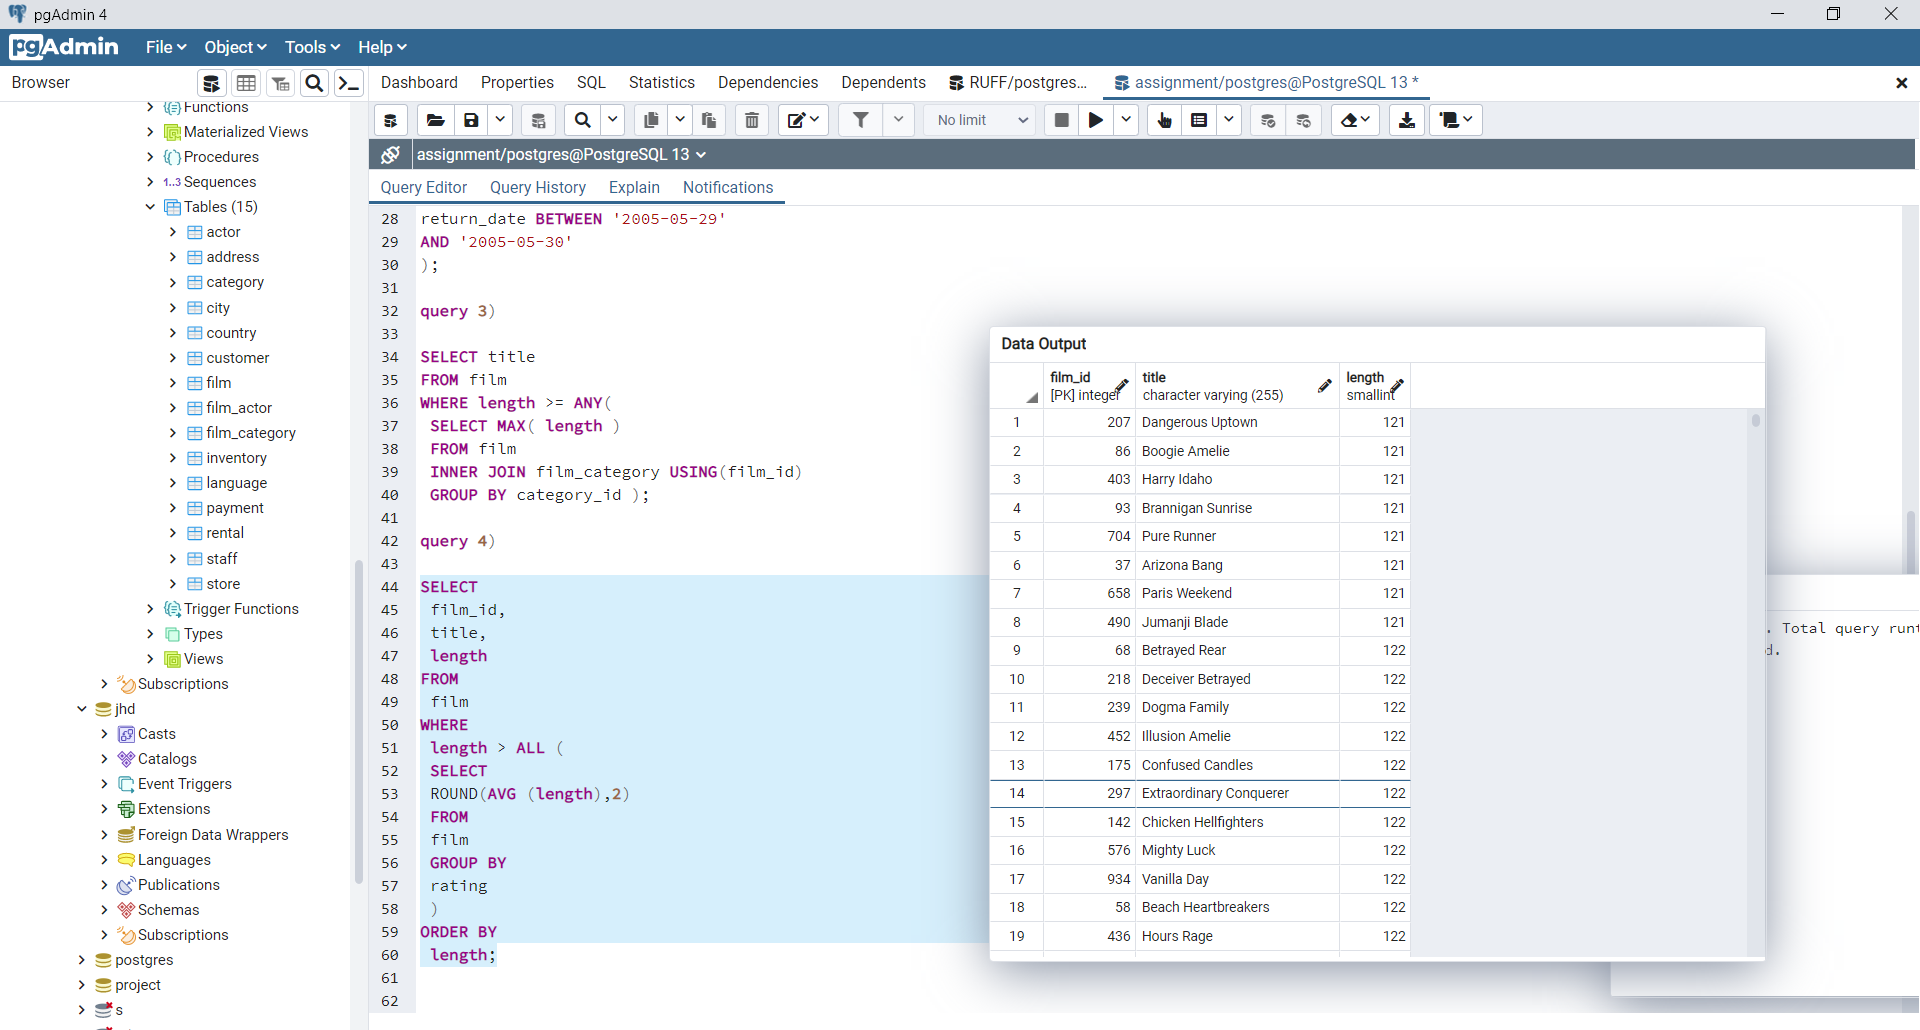 pgAdmin 4
pgAdmin File Object Tools Help
Browser
Dashboard Properties SQL Statistics Dependencies Dependents RUFF/postgres... assignment/postgres@PostgreSQL 13 *
No limit
assignment/postgres@PostgreSQL 13
Query Editor Query History Explain Notifications
Functions
Materialized Views
Procedures
1..3 Sequences
Tables (15)
actor
address
category
city
country
customer
film
film_actor
film_category
inventory
language
payment
rental
staff
store
Trigger Functions
Types
Views
Subscriptions
jhd
Casts
Catalogs
Event Triggers
Extensions
Foreign Data Wrappers
Languages
Publications
Schemas
Subscriptions
postgres
project
s
28 return_date BETWEEN '2005-05-29'
29 AND '2005-05-30'
30 );
31
32 query 3)
33
34 SELECT title
35 FROM film
36 WHERE length >= ANY(
37 SELECT MAX( length )
38 FROM film
39 INNER JOIN film_category USING(film_id)
40 GROUP BY category_id );
41
42 query 4)
43
44 SELECT
45 film_id,
46 title,
47 length
48 FROM
49 film
50 WHERE
51 length > ALL (
52 SELECT
53 ROUND(AVG (length),2)
54 FROM
55 film
56 GROUP BY
57 rating
58 )
59 ORDER BY
60 length;
61
62
Data Output
film_id [PK] integer title character varying (255) length smallint
1 207 Dangerous Uptown 121
2 86 Boogie Amelie 121
3 403 Harry Idaho 121
4 93 Brannigan Sunrise 121
5 704 Pure Runner 121
6 37 Arizona Bang 121
7 658 Paris Weekend 121
8 490 Jumanji Blade 121
9 68 Betrayed Rear 122
10 218 Deceiver Betrayed 122
11 239 Dogma Family 122
12 452 Illusion Amelie 122
13 175 Confused Candles 122
14 297 Extraordinary Conquerer 122
15 142 Chicken Hellfighters 122
16 576 Mighty Luck 122
17 934 Vanilla Day 122
18 58 Beach Heartbreakers 122
19 436 Hours Rage 122
. Total query runt
d.